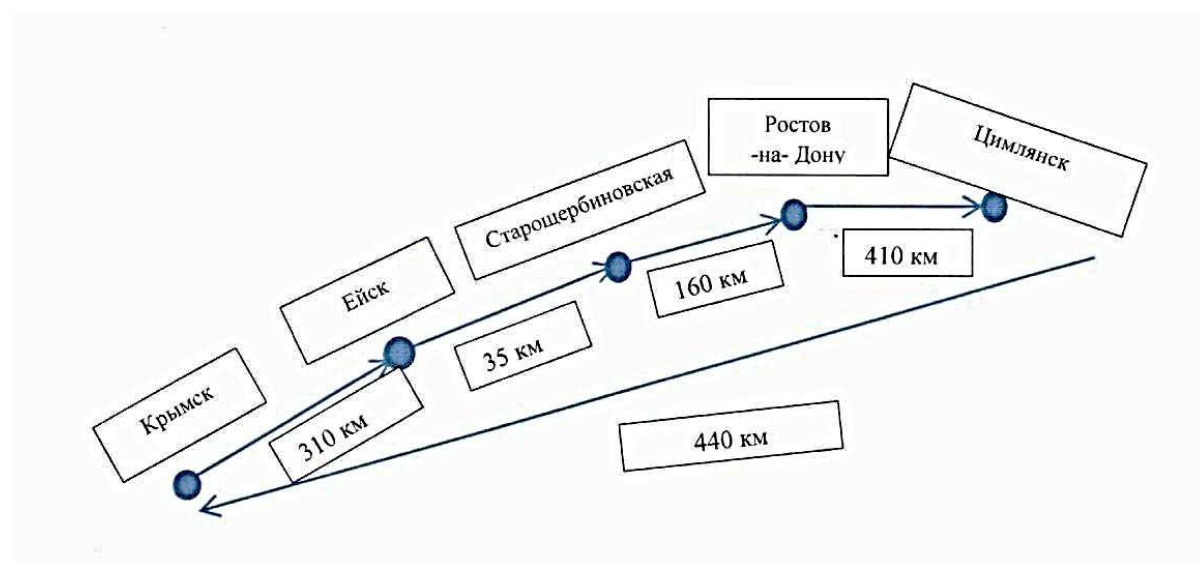 Ростов
-на- Дону
Цимлянск
Старощербиновская
Ейск
Крымск
410 км
160 км
35 км
310 км
440 км